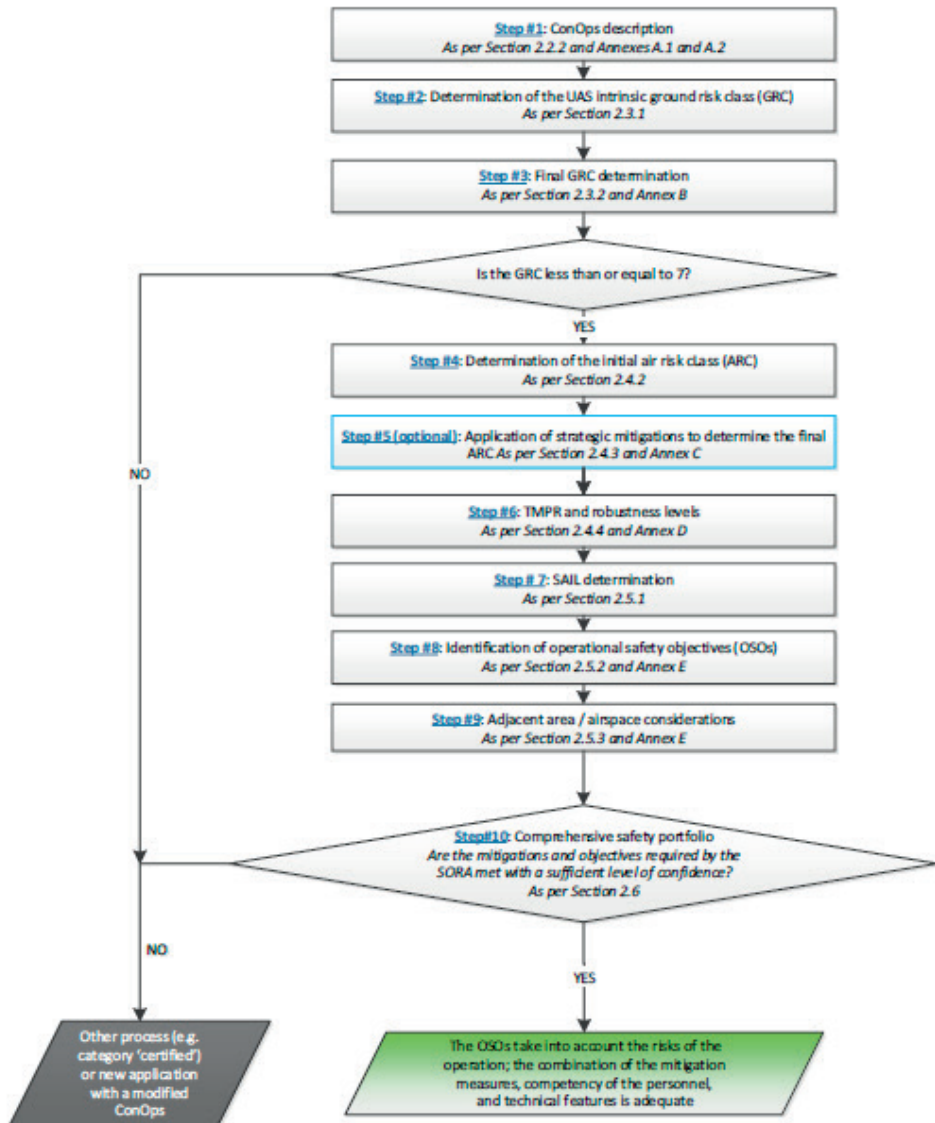 Step #1: ConOps description
As per Section 2.2.2 and Annexes A.1 and A.2
Step #2: Determination of the UAS intrinsic ground risk class (GRC)
As per Section 2.3.1
Step #3: Final GRC determination
As per Section 2.3.2 and Annex B
Is the GRC less than or equal to 7?
YES
Step #4: Determination of the initial air risk class (ARC)
As per Section 2.4.2
Step #5 (optional): Application of strategic mitigations to determine the final
ARC As per Section 2.4.3 and Annex C
NO
Step #6: TMPR and robustness levels
As per Section 2.4.4 and Annex D
Step # 7: SAIL determination
As per Section 2.5.1
Step #8: Identification of operational safety objectives (OSOs)
As per Section 2.5.2 and Annex E
Step #9: Adjacent area / airspace considerations
As per Section 2.5.3 and Annex E
Step#10: Comprehensive safety portfolio
Are the mitigations and objectives required by the
SORA met with a sufficient level of confidence?
As per Section 2.6
NO
YES
Other process (e.g.
category 'certified')
or new application
with a modified
ConOps
The OSOs take into account the risks of the
operation; the combination of the mitigation
measures, competency of the personnel,
and technical features is adequate